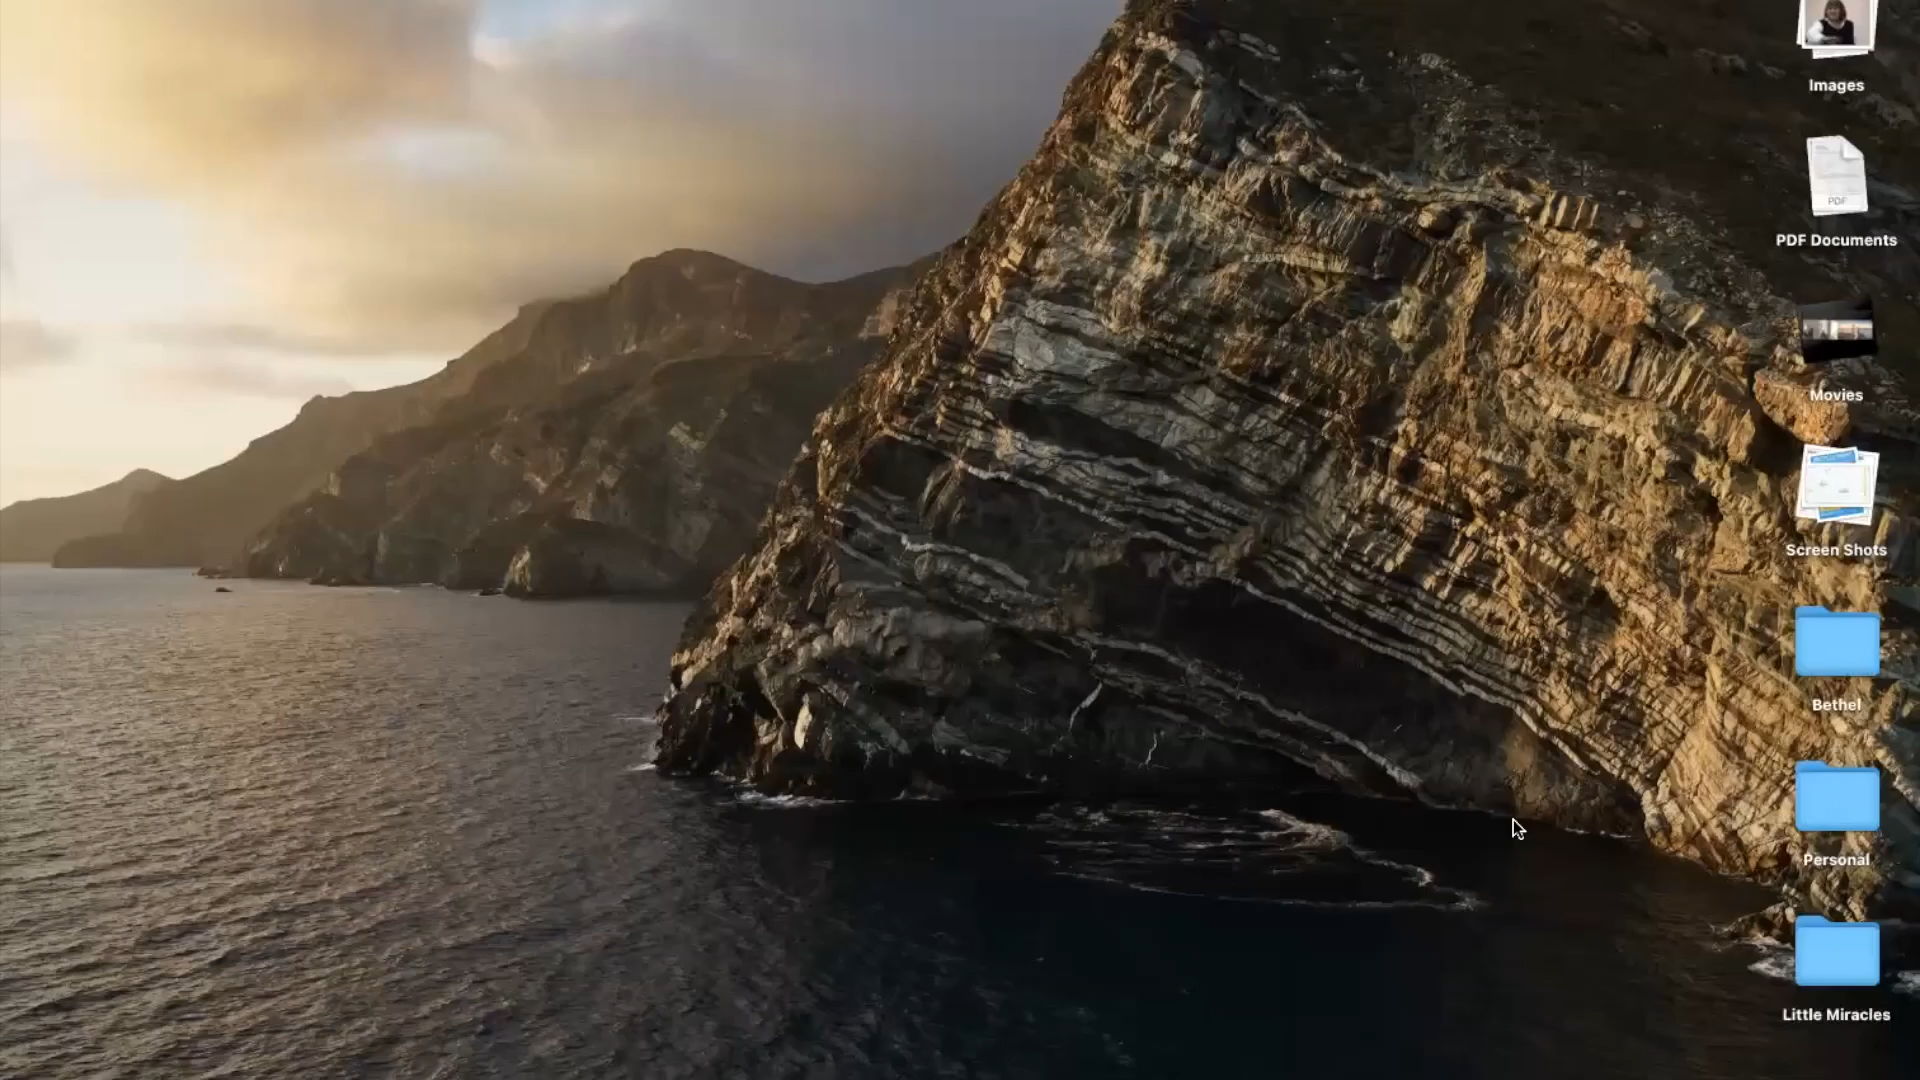 Images
PDF
PDF Documents
Movies
Screen Shots
Bethel
Personal
Little Miracles